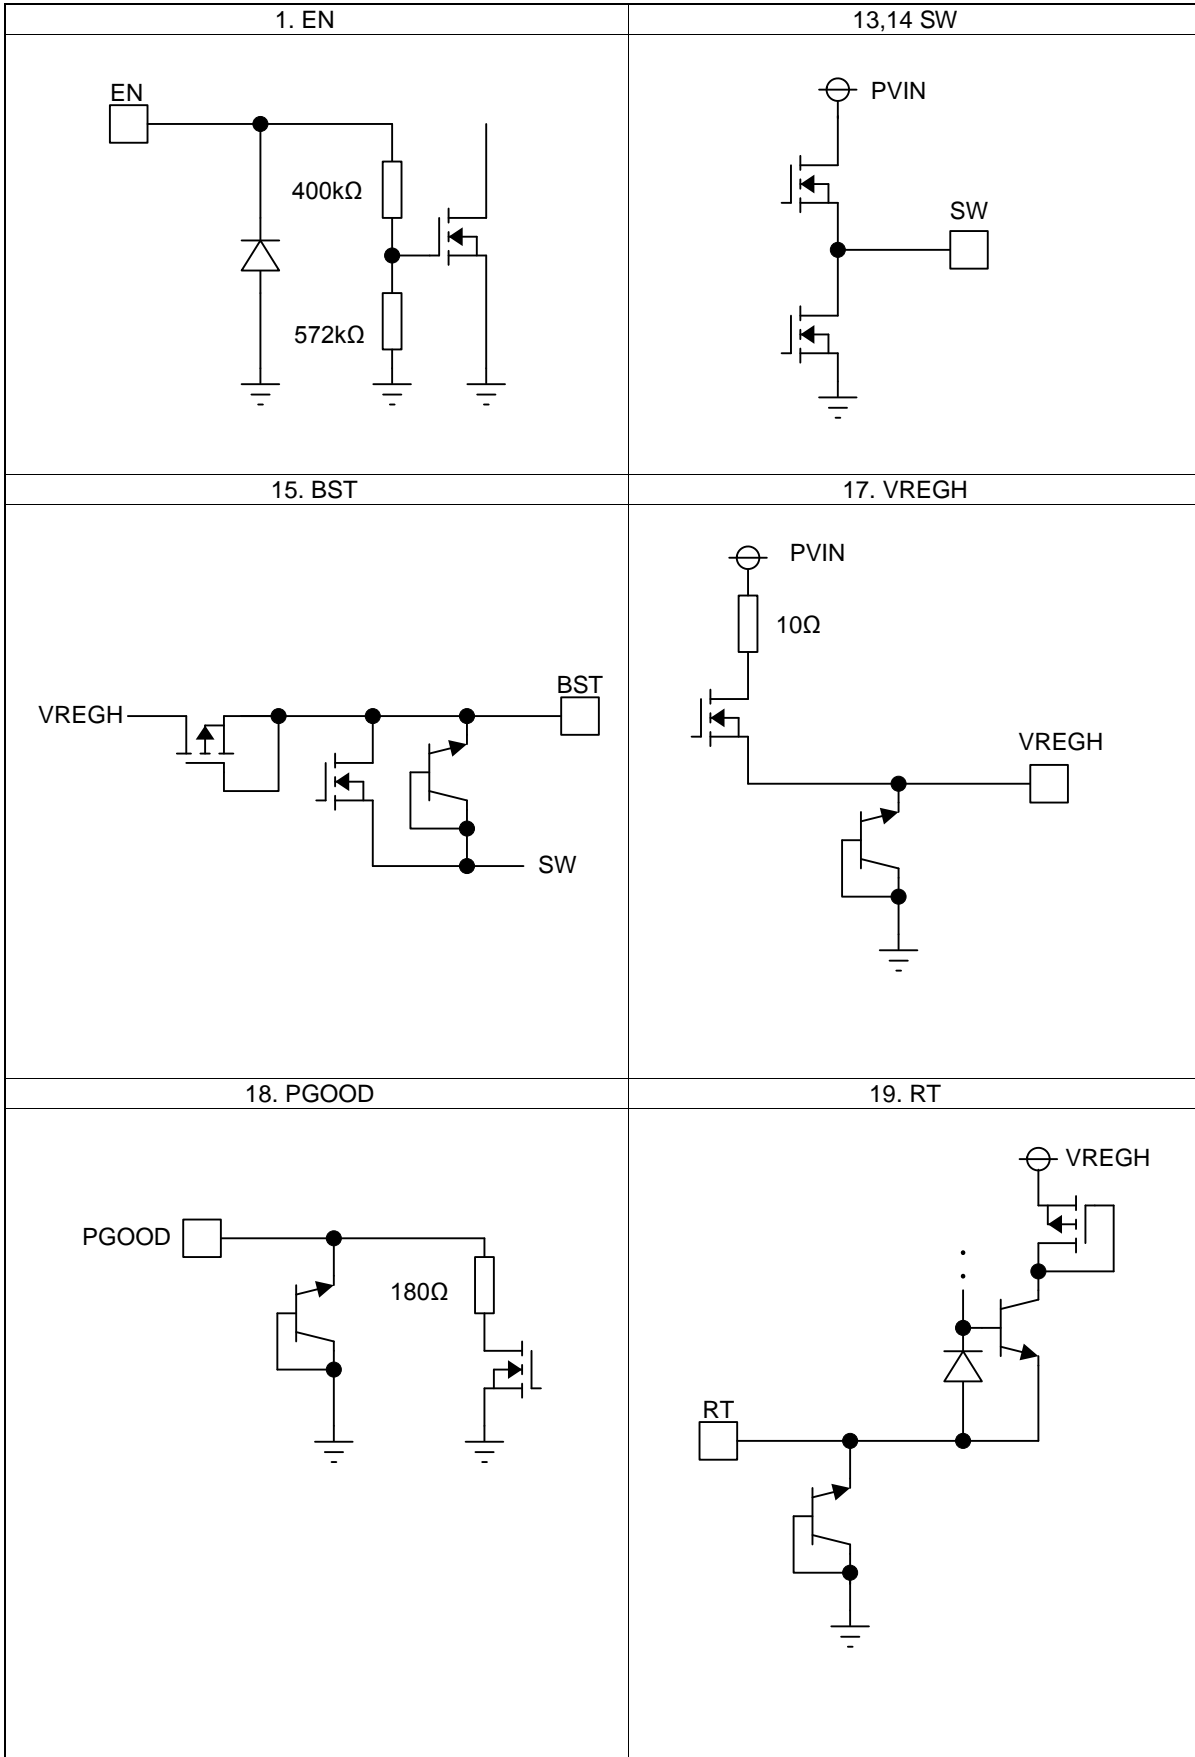 1. EN
13,14 SW
EN
400kΩ
572kΩ
PVIN
SW
15. BST
17. VREGH
VREGH
BST
SW
PVIN
10Ω
VREGH
18. PGOOD
19. RT
PGOOD
180Ω
VREGH
RT